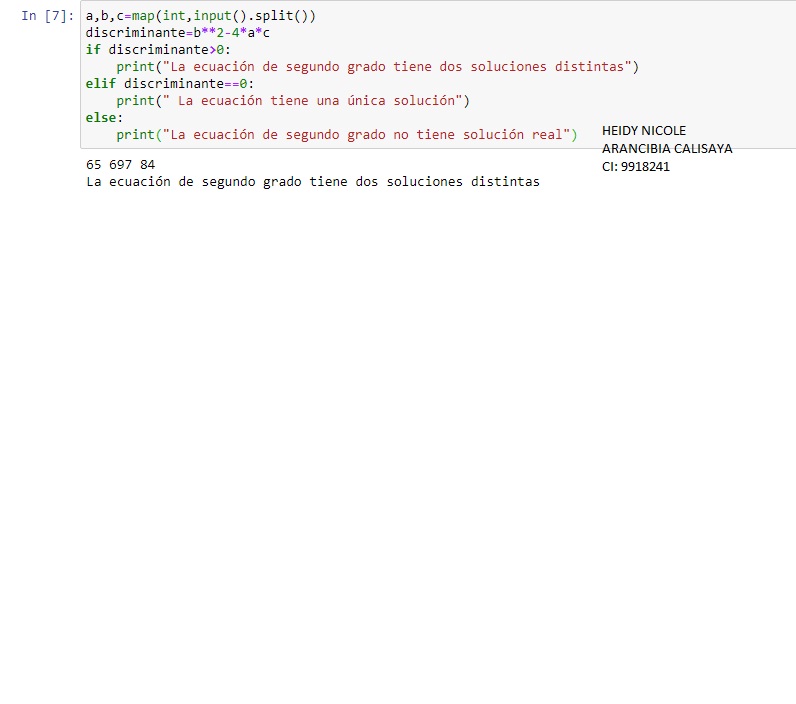 In [7]: a,b,c=map(int,input().split())
discriminante=b**2-4*a*c
if discriminante>0:
    print("La ecuación de segundo grado tiene dos soluciones distintas")
elif discriminante==0:
    print(" La ecuación tiene una única solución")
else:
    print("La ecuación de segundo grado no tiene solución real")
HEIDY NICOLE
ARANCIBIA CALISAYA
CI: 9918241
65 697 84
La ecuación de segundo grado tiene dos soluciones distintas